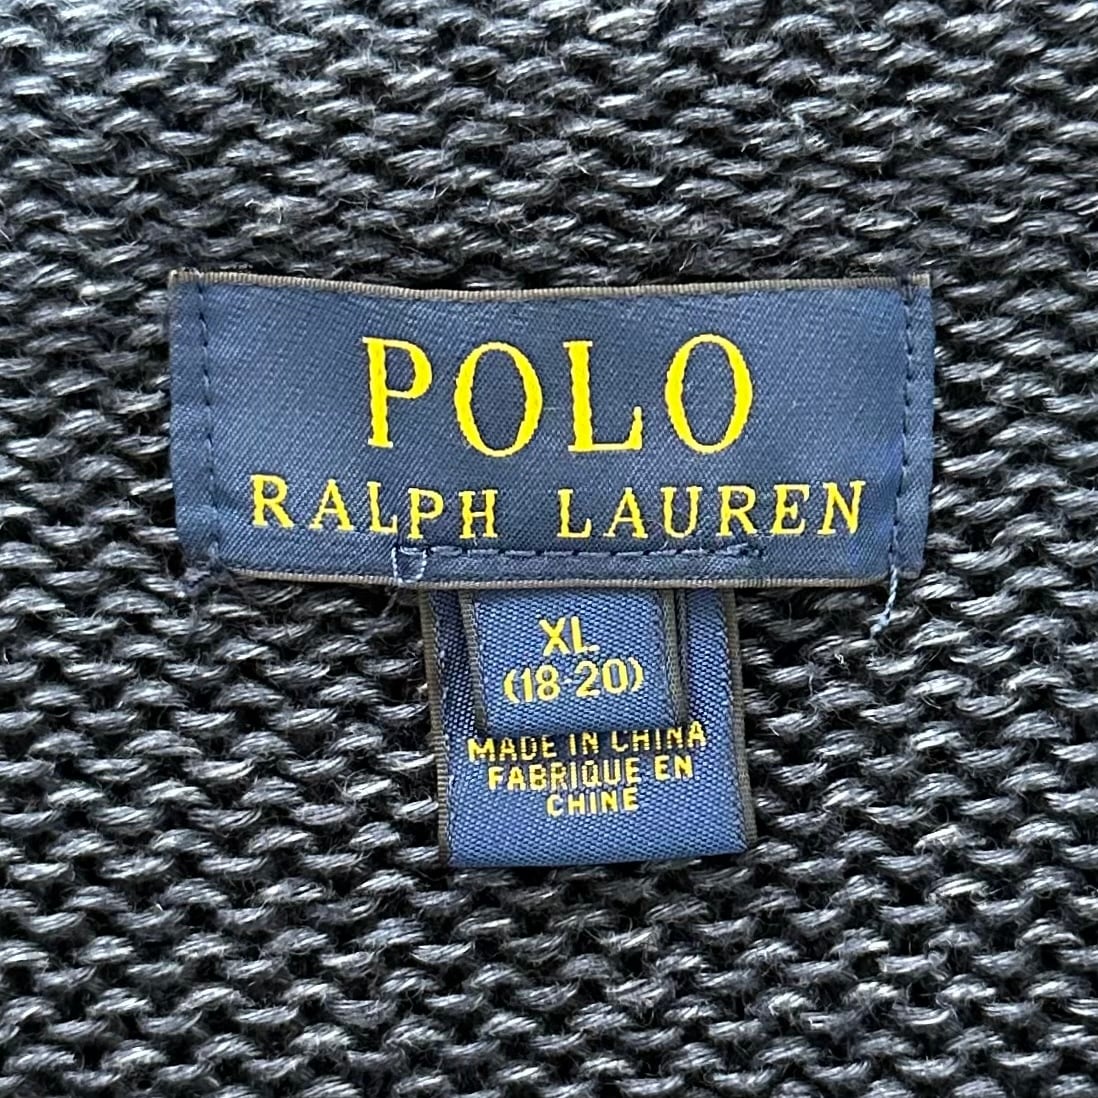 POLO
RALPH LAUREN
XL
(18-20)
MADE IN CHINA
FABRIQUE EN
CHINE